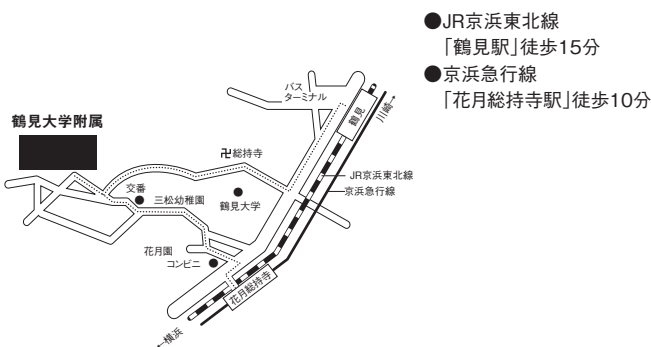 ●JR京浜東北線
「鶴見駅」徒歩15分
●京浜急行線
「花月総持寺駅」徒歩10分
バス
ターミナル
鶴見
川崎→
鶴見大学附属
卍総持寺
JR京浜東北線
京浜急行線
交番
三松幼稚園
鶴見大学
花月園
コンビニ
花月総持寺
←横浜